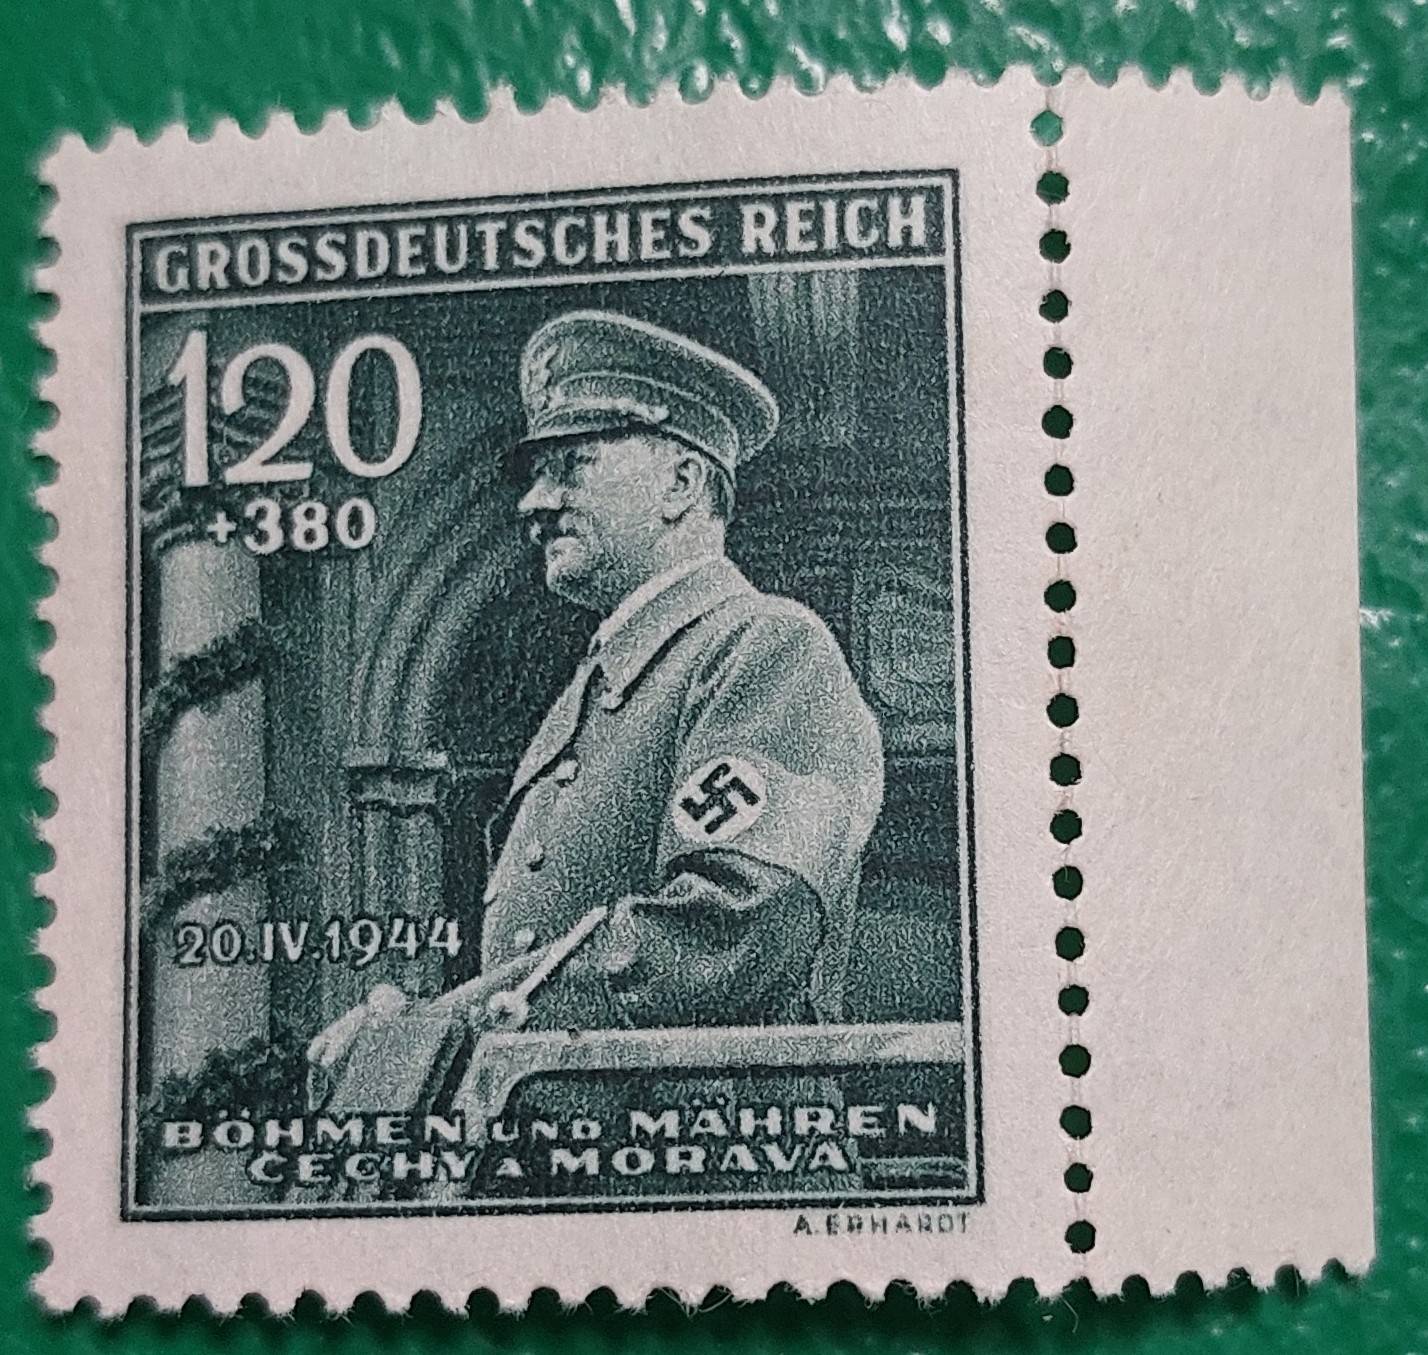 GROSSDEUTSCHES REICH
120
+380
20.IV.1944
BÖHMEN UND MÄHREN
ČECHY A MORAVA
A. ERHARDT